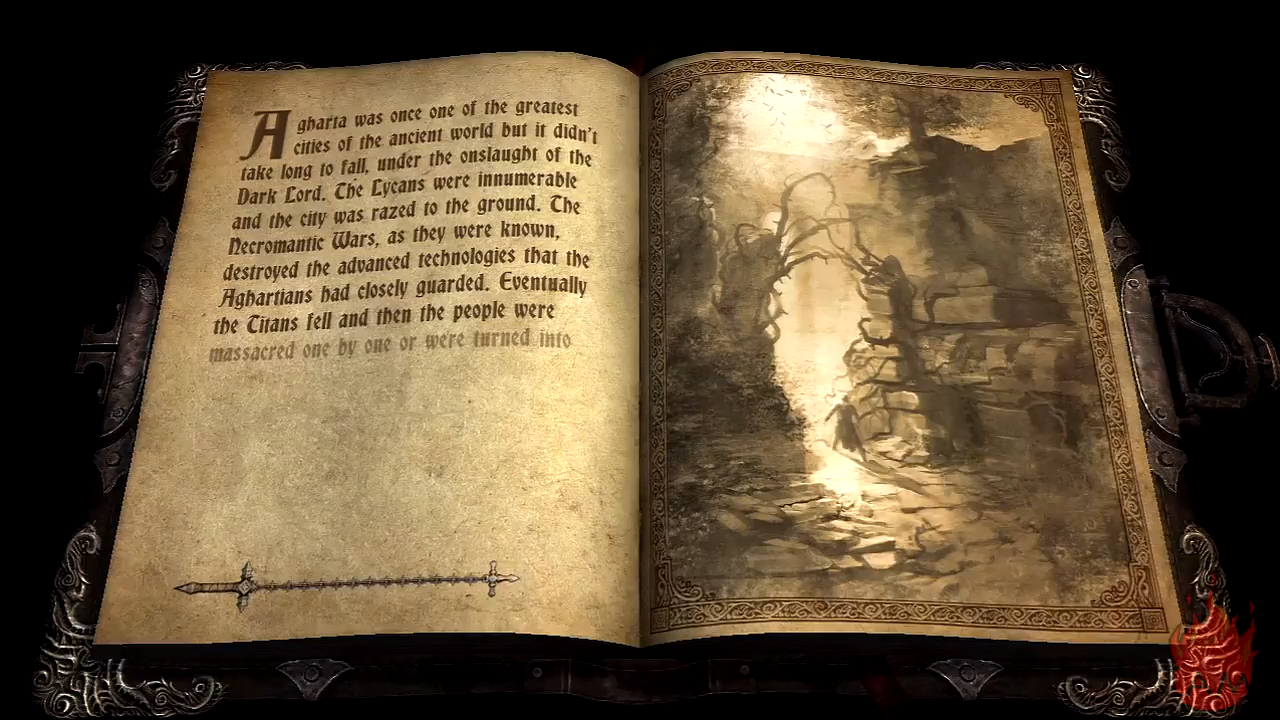 Agharta was once one of the greatest
cities of the ancient world but it didn't
take long to fall, under the onslaught of the
Dark Lord. The Lycans were innumerable
and the city was razed to the ground. The
Necromantic Wars, as they were known,
destroyed the advanced technologies that the
Aghartians had closely guarded. Eventually
the Titans fell and then the people were
massacred one by one or were turned into